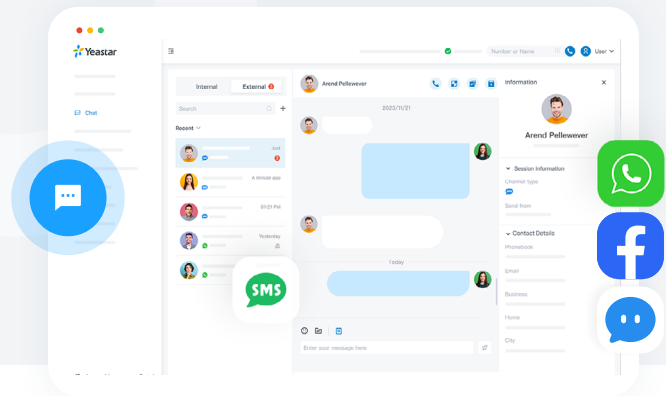 Yeastar
Number or Name
User
Chat
Internal
External
Search
Recent
Just
A minute ago
01:21 PM
Yesterday
Arend Pellewever
2023/11/21
Today
Enter your message here
Information
Arend Pellewever
Session Information
Channel type
Send from
Contact Details
Phonebook
Email
Business
Home
City
SMS